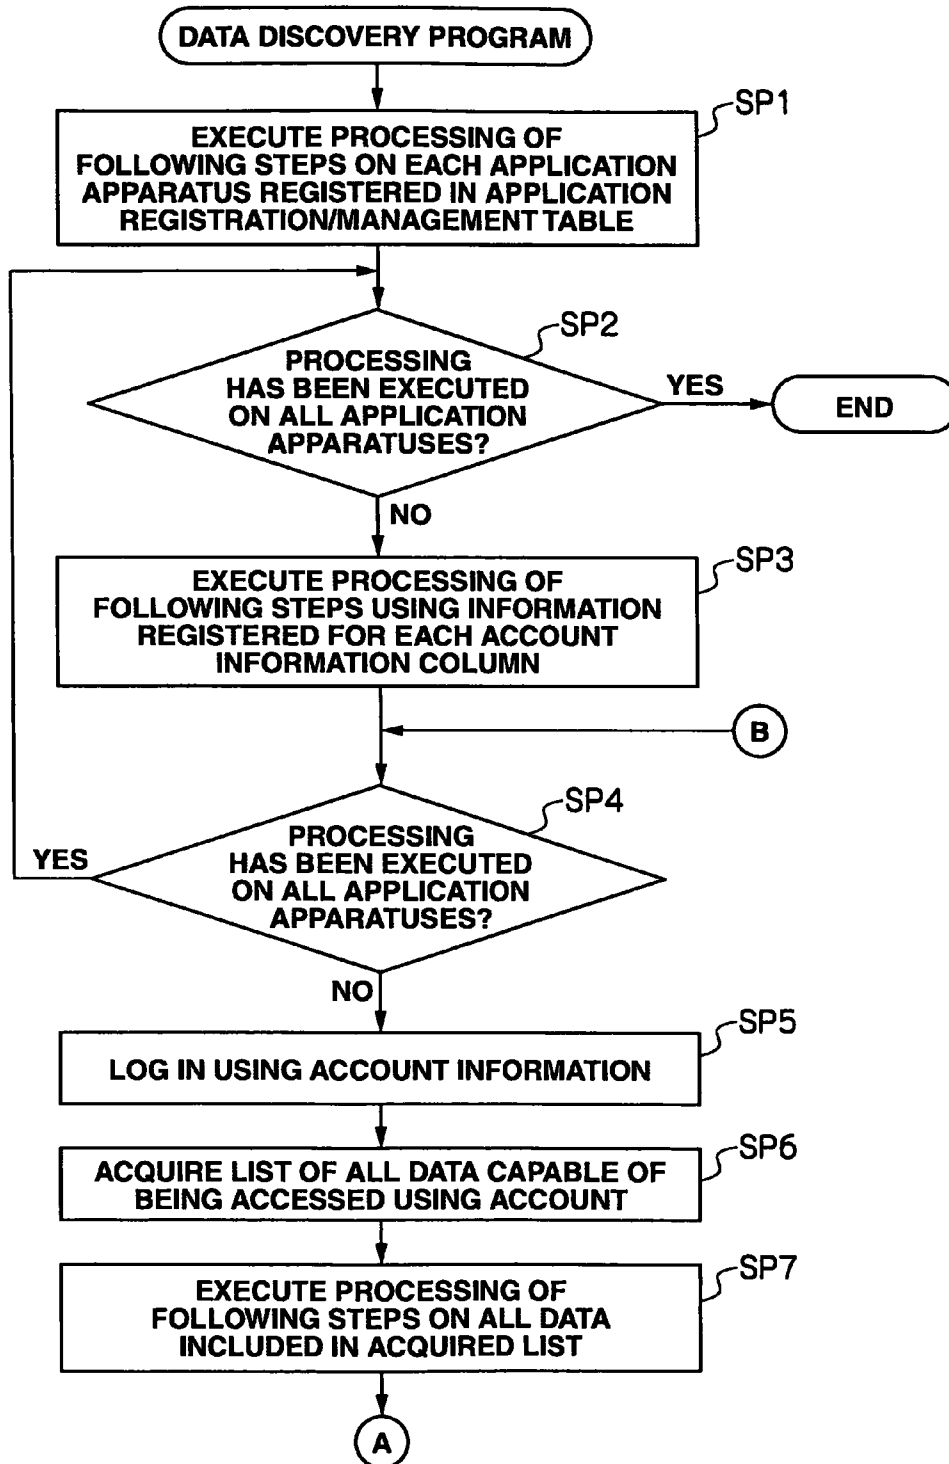 DATA DISCOVERY PROGRAM
SP1
EXECUTE PROCESSING OF
FOLLOWING STEPS ON EACH APPLICATION
APPARATUS REGISTERED IN APPLICATION
REGISTRATION/MANAGEMENT TABLE
SP2
PROCESSING
HAS BEEN EXECUTED
ON ALL APPLICATION
APPARATUSES?
YES
END
NO
SP3
EXECUTE PROCESSING OF
FOLLOWING STEPS USING INFORMATION
REGISTERED FOR EACH ACCOUNT
INFORMATION COLUMN
B
SP4
PROCESSING
HAS BEEN EXECUTED
ON ALL APPLICATION
APPARATUSES?
YES
NO
SP5
LOG IN USING ACCOUNT INFORMATION
SP6
ACQUIRE LIST OF ALL DATA CAPABLE OF
BEING ACCESSED USING ACCOUNT
SP7
EXECUTE PROCESSING OF
FOLLOWING STEPS ON ALL DATA
INCLUDED IN ACQUIRED LIST
A